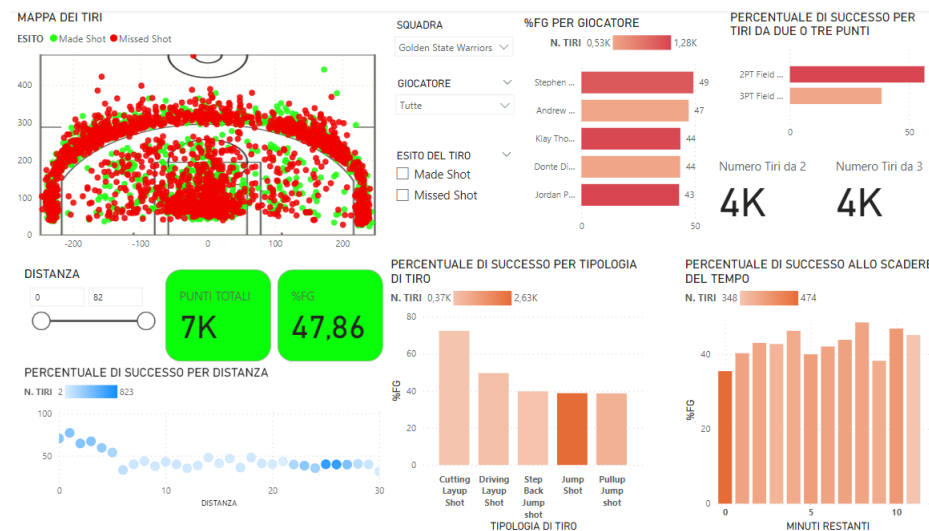 MAPPA DEI TIRI
ESITO Made Shot Missed Shot
400
300
200
100
0
-200 -100 0 100 200
SQUADRA
Golden State Warriors
GIOCATORE
Tutte
ESITO DEL TIRO
Made Shot
Missed Shot
%FG PER GIOCATORE
N. TIRI 0,53K 1,28K
Stephen ... 49
Andrew ... 47
Klay Tho... 44
Donte Di... 44
Jordan P... 43
0 50
PERCENTUALE DI SUCCESSO PER
TIRI DA DUE O TRE PUNTI
2PT Field ...
3PT Field ...
0 50
Numero Tiri da 2
4K
Numero Tiri da 3
4K
DISTANZA
0 82
PUNTI TOTALI
7K
%FG
47,86
PERCENTUALE DI SUCCESSO PER DISTANZA
N. TIRI 2 823
100
50
0 10 20 30
DISTANZA
PERCENTUALE DI SUCCESSO PER TIPOLOGIA
DI TIRO
N. TIRI 0,37K 2,63K
%FG
80
60
40
20
0
Cutting Layup Shot
Driving Layup Shot
Step Back Jump shot
Jump Shot
Pullup Jump shot
TIPOLOGIA DI TIRO
PERCENTUALE DI SUCCESSO ALLO SCADERE
DEL TEMPO
N. TIRI 348 474
%FG
40
20
0
0 5 10
MINUTI RESTANTI